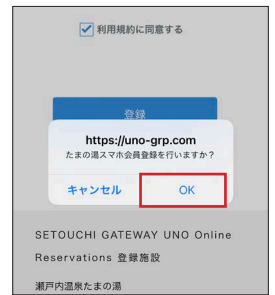 利用規約に同意する
登録
https://uno-grp.com
たまの湯スマホ会員登録を行いますか？
キャンセル
OK
SETOUCHI GATEWAY UNO Online
Reservations 登録施設
瀬戸内温泉たまの湯